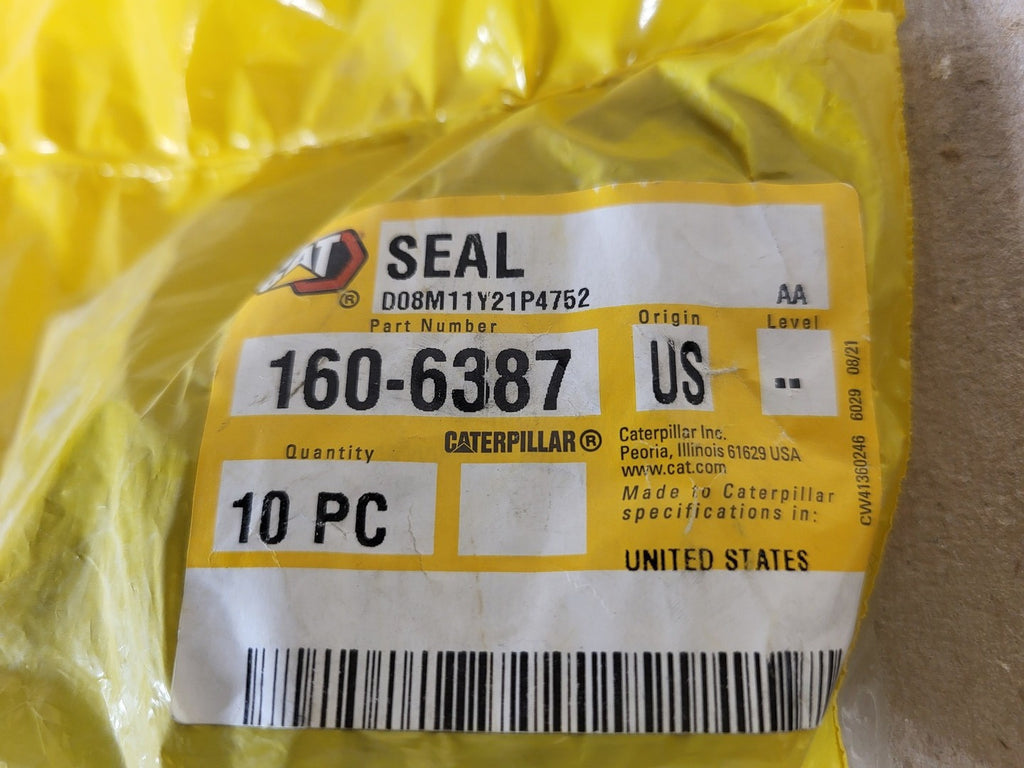 CAT ®
SEAL
D08M11Y21P4752
AA
Part Number
Origin
Level
160-6387
US
--
Quantity
CATERPILLAR®
10 PC
Caterpillar Inc.
Peoria, Illinois 61629 USA
www.cat.com
Made to Caterpillar
specifications in:
UNITED STATES
CW41360246 6029 08/21